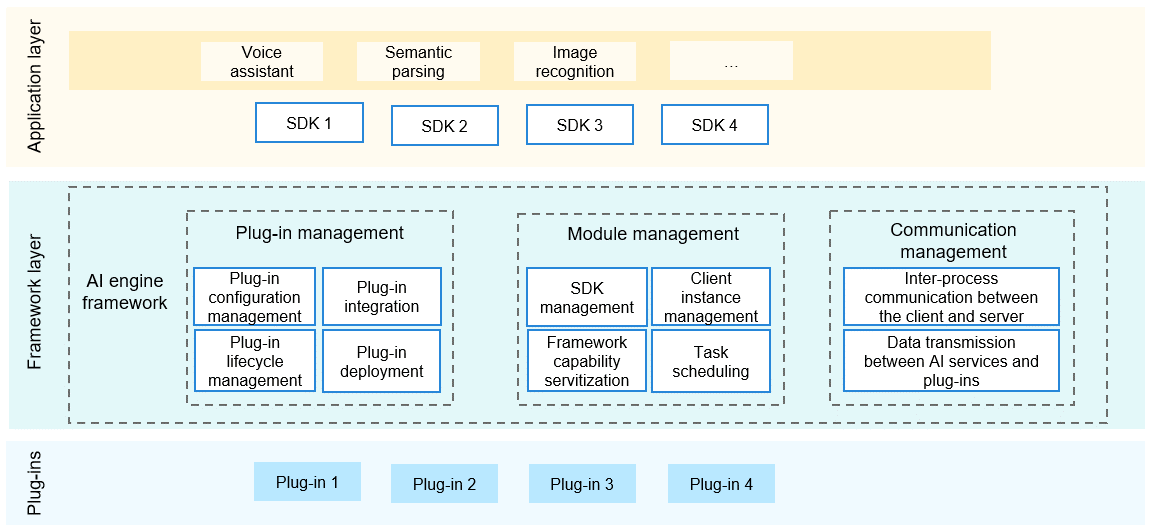 Application layer
Voice
assistant
Semantic
parsing
Image
recognition
...
SDK 1
SDK 2
SDK 3
SDK 4
Framework layer
AI engine
framework
Plug-in management
Plug-in
configuration
management
Plug-in
integration
Plug-in
lifecycle
management
Plug-in
deployment
Module management
SDK
management
Client
instance
management
Framework
capability
servitization
Task
scheduling
Communication
management
Inter-process
communication between
the client and server
Data transmission
between AI services and
plug-ins
Plug-ins
Plug-in 1
Plug-in 2
Plug-in 3
Plug-in 4